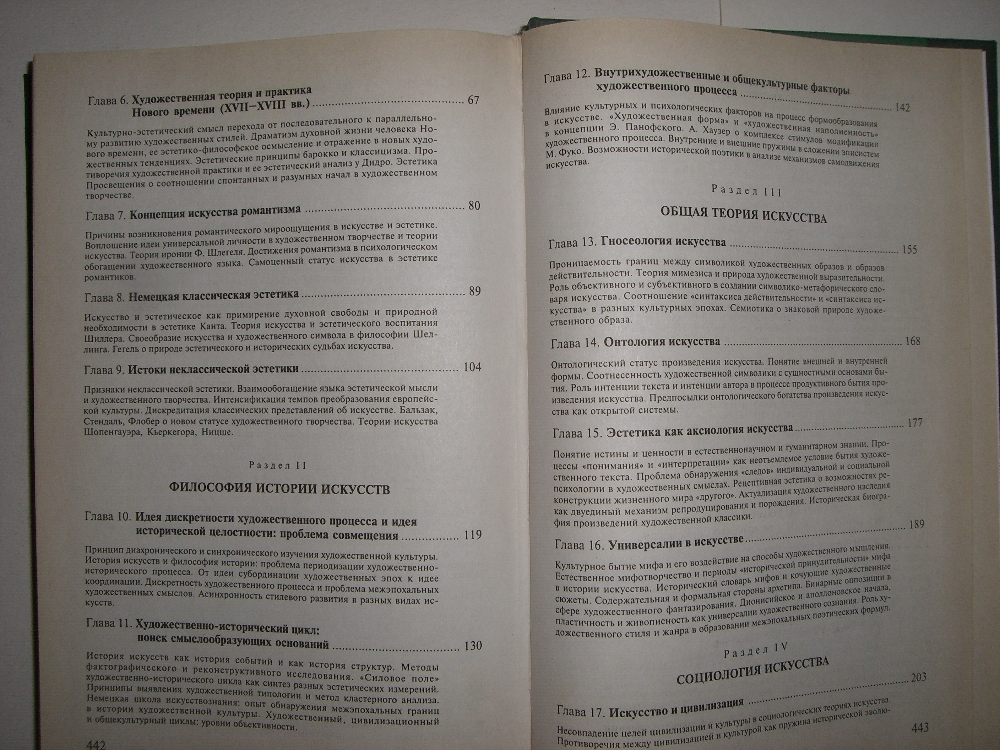 Глава 6. Художественная теория и практика
Нового времени (XVII—XVIII вв.) ........ 67
Культурно-эстетический смысл перехода от последовательного к параллельно-
му развитию художественных стилей. Драматизм духовной жизни человека Но-
вого времени, ее эстетико-философское осмысление и отражение в новых худо-
жественных тенденциях. Эстетические принципы барокко и классицизма. Про-
тиворечия художественной практики и ее эстетический анализ у Дидро. Эстетика
Просвещения о соотношении спонтанных и разумных начал в художественном
творчестве.
Глава 7. Концепция искусства романтизма ........ 80
Причины возникновения романтического мироощущения в искусстве и эстетике.
Воплощение идеи универсальной личности в художественном творчестве и теории
искусства. Теория иронии Ф. Шлегеля. Достижения романтизма в психологическом
обогащении художественного языка. Самоценный статус искусства в эстетике
романтиков.
Глава 8. Немецкая классическая эстетика ........ 89
Искусство и эстетическое как примирение духовной свободы и природной
необходимости в эстетике Канта. Теория искусства и эстетического воспитания
Шиллера. Своеобразие искусства и художественного символа в философии Шел-
линга. Гегель о природе эстетического и исторических судьбах искусства.
Глава 9. Истоки неклассической эстетики ........ 104
Признаки неклассической эстетики. Взаимообогащение языка эстетической мысли
и художественного творчества. Интенсификация темпов преобразования европейс-
кой культуры. Дискредитация классических представлений об искусстве. Бальзак,
Стендаль, Флобер о новом статусе художественного творчества. Теории искусства
Шопенгауэра, Кьеркегора, Ницше.
Раздел II
ФИЛОСОФИЯ ИСТОРИИ ИСКУССТВ
Глава 10. Идея дискретности художественного процесса и идея
исторической целостности: проблема совмещения ........ 119
Принцип диахронического и синхронического изучения художественной культуры.
История искусств и философия истории: проблема периодизации художественно-
исторического процесса. От идеи субординации художественных эпох к идее
координации. Дискретность художественного процесса и проблема межэпохальных
художественных смыслов. Асинхронность стилевого развития в разных видах ис-
кусств.
Глава 11. Художественно-исторический цикл:
поиск смыслообразующих оснований ........ 130
История искусств как история событий и как история структур. Методы
фактографического и реконструктивного исследования. «Силовое поле»
художественно-исторического цикла как синтез разных эстетических измерений.
Принципы выявления художественной типологии и метод кластерного анализа.
Немецкая школа искусствознания: опыт обнаружения межэпохальных границ
в истории художественной культуры. Художественный, цивилизационный
и общекультурный циклы: уровни объективности.
442
Глава 12. Внутрихудожественные и общекультурные факторы
художественного процесса ........ 142
Влияние культурных и психологических факторов на процесс формообразования
в искусстве. «Художественная форма» и «художественная наполненность»
в концепции Э. Панофского. А. Хаузер о комплексе стимулов модификации
художественного процесса. Внутренние и внешние пружины в сложении эпистем
М. Фуко. Возможности исторической поэтики в анализе механизмов самодвижения
искусства.
Раздел III
ОБЩАЯ ТЕОРИЯ ИСКУССТВА
Глава 13. Гносеология искусства ........ 155
Проницаемость границ между символикой художественных образов и образов
действительности. Теория мимезиса и природа художественной выразительности.
Роль объективного и субъективного в создании символико-метафорического сло-
варя искусства. Соотношение «синтаксиса действительности» и «синтаксиса ис-
кусства» в разных культурных эпохах. Семиотика о знаковой природе художе-
ственного образа.
Глава 14. Онтология искусства ........ 168
Онтологический статус произведения искусства. Понятие внешней и внутренней
формы. Соотнесенность художественной символики с сущностными основами бы-
тия. Роль интенции текста и интенции автора в процессе продуктивного бытия про-
изведения искусства. Предпосылки онтологического богатства произведения искус-
ства как открытой системы.
Глава 15. Эстетика как аксиология искусства ........ 177
Понятие истины и ценности в естественнонаучном и гуманитарном знании. Про-
цессы «понимания» и «интерпретации» как неотъемлемое условие бытия художе-
ственного текста. Проблема обнаружения «следов» индивидуальной и социальной
психологии в художественных смыслах. Рецептивная эстетика о возможностях ре-
конструкции жизненного мира «другого». Актуализация художественного наследия
как двуединый механизм репродуцирования и порождения. Историческая биогра-
фия произведений художественной классики.
Глава 16. Универсалии в искусстве ........ 189
Культурное бытие мифа и его воздействие на способы художественного мышления.
Естественное мифотворчество и периоды «исторической принудительности» мифа
в истории искусства. Исторический словарь мифов и кочующие художественные
сюжеты. Содержательная и формальная стороны архетипа. Бинарные оппозиции в
сфере художественного фантазирования. Дионисийское и аполлоновское начала,
пластичность и живописность как универсалии художественного сознания. Роль ху-
дожественного стиля и жанра в образовании межэпохальных поэтических формул.
Раздел IV
СОЦИОЛОГИЯ ИСКУССТВА
Глава 17. Искусство и цивилизация ........ 203
Несовпадение целей цивилизации и культуры в социологических теориях искусства.
Противоречия между цивилизацией и культурой как пружина исторической эволю-
443